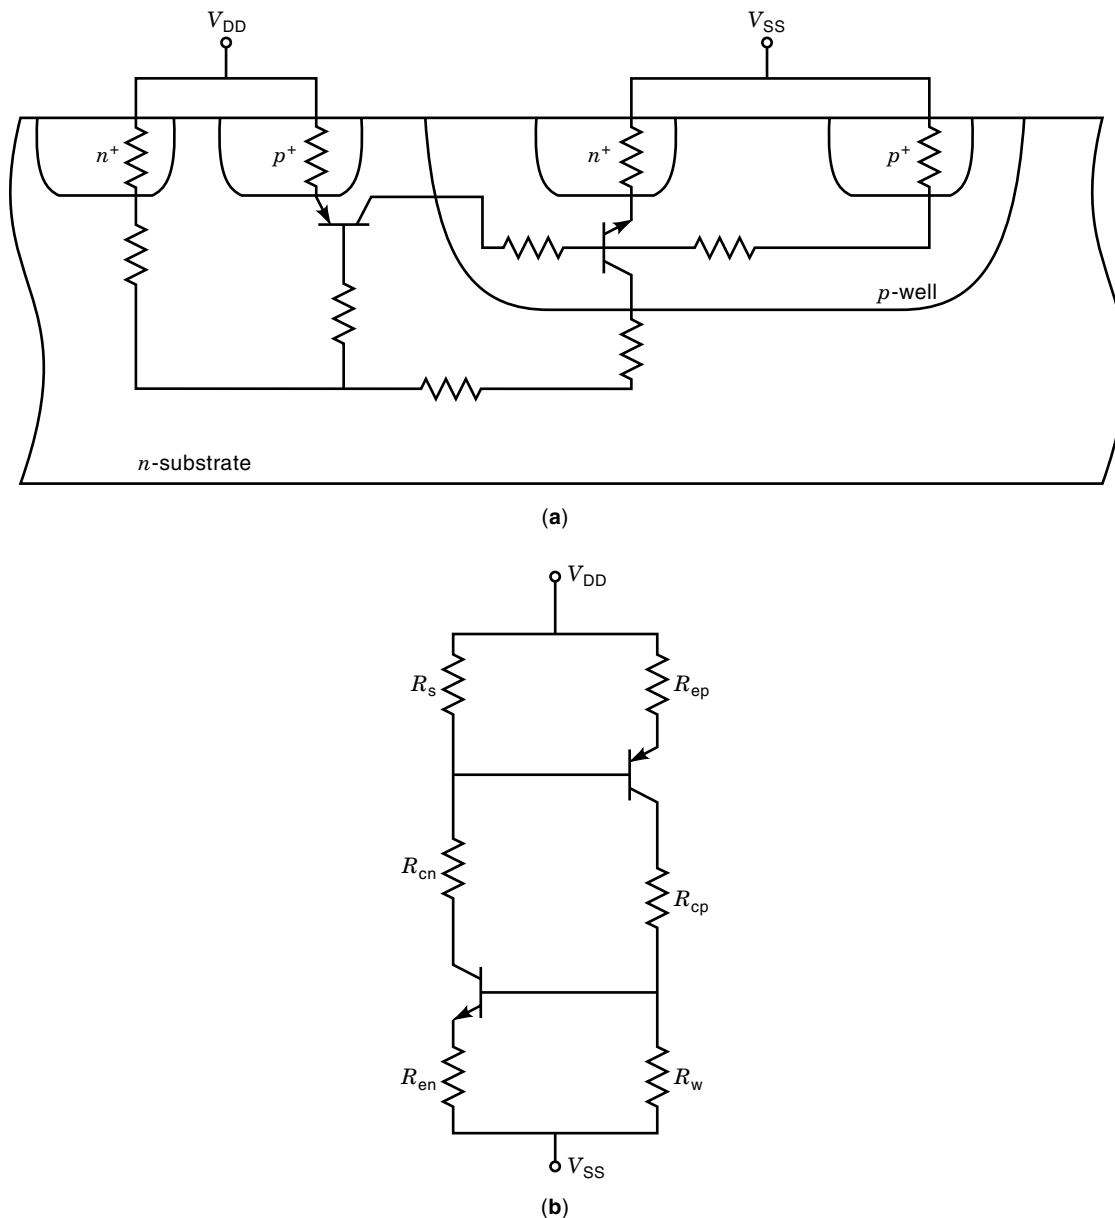 V_DD
V_SS
n⁺
p⁺
n⁺
p⁺
p-well
n-substrate
(a)
V_DD
R_s
R_ep
R_cn
R_cp
R_en
R_w
V_SS
(b)